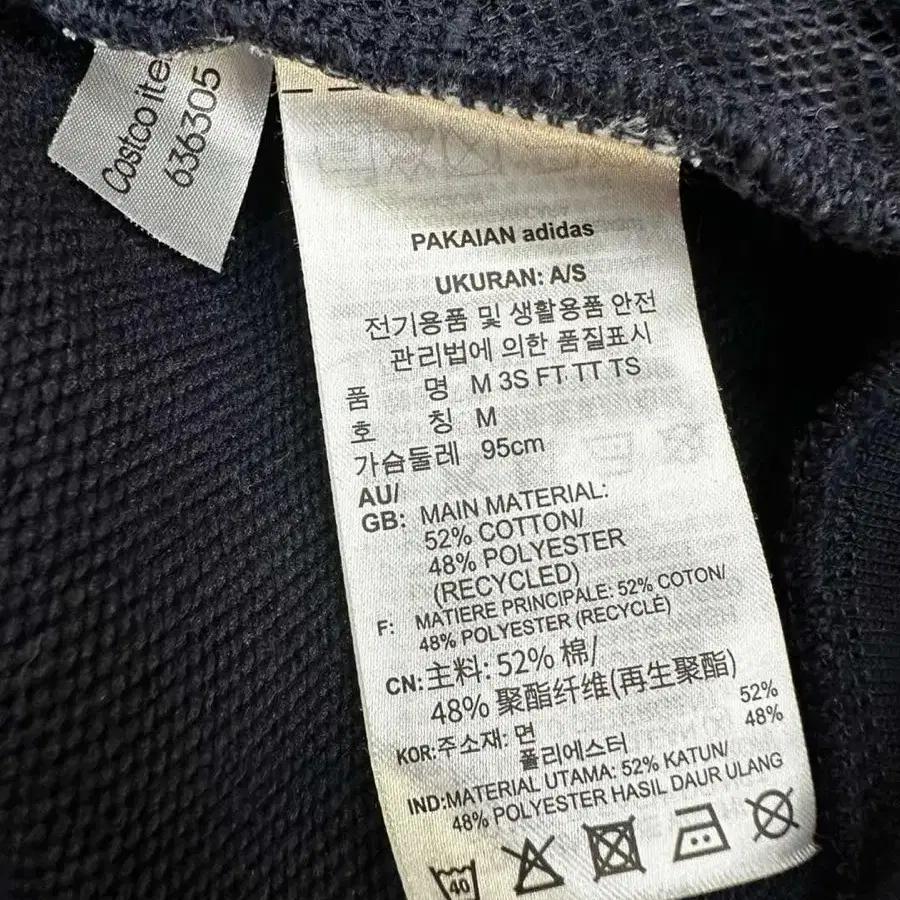 Costco ite
636305
PAKAIAN adidas
UKURAN: A/S
전기용품 및 생활용품 안전
관리법에 의한 품질표시
품 명 M 3S FT TT TS
호 칭 M
가슴둘레 95cm
AU/
GB: MAIN MATERIAL:
52% COTTON/
48% POLYESTER
(RECYCLED)
F: MATIERE PRINCIPALE: 52% COTON/
48% POLYESTER (RECYCLÉ)
CN: 主料: 52% 棉/
48% 聚酯纤维(再生聚酯)
KOR: 주소재: 면 52%
폴리에스터 48%
IND: MATERIAL UTAMA: 52% KATUN/
48% POLYESTER HASIL DAUR ULANG
40